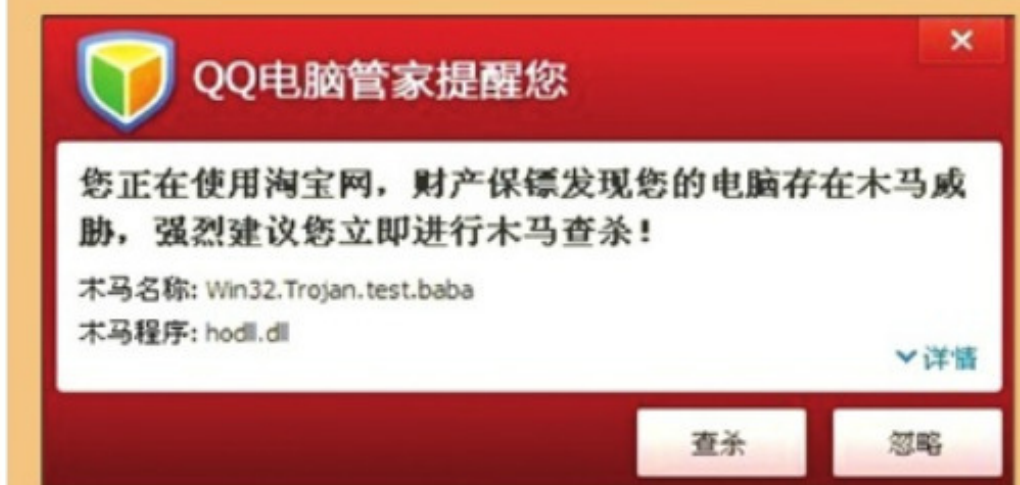 QQ电脑管家提醒您
您正在使用淘宝网，财产保镖发现您的电脑存在木马威
胁，强烈建议您立即进行木马查杀！
木马名称: Win32.Trojan.test.baba
木马程序: hodll.dll
详情
查杀
忽略